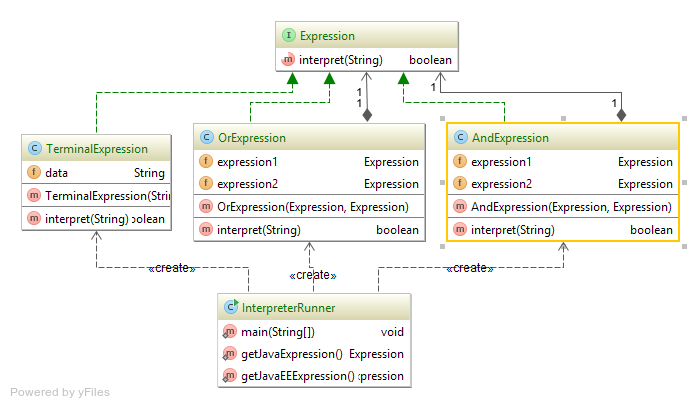 I Expression
m interpret(String) boolean
1
1
1
1
C TerminalExpression
f data String
m TerminalExpression(Stri
m interpret(String) boolean
C OrExpression
f expression1 Expression
f expression2 Expression
m OrExpression(Expression, Expression)
m interpret(String) boolean
C AndExpression
f expression1 Expression
f expression2 Expression
m AndExpression(Expression, Expression)
m interpret(String) boolean
«create»
«create»
«create»
C InterpreterRunner
m main(String[]) void
m getJavaExpression() Expression
m getJavaEEExpression() :pression
Powered by yFiles